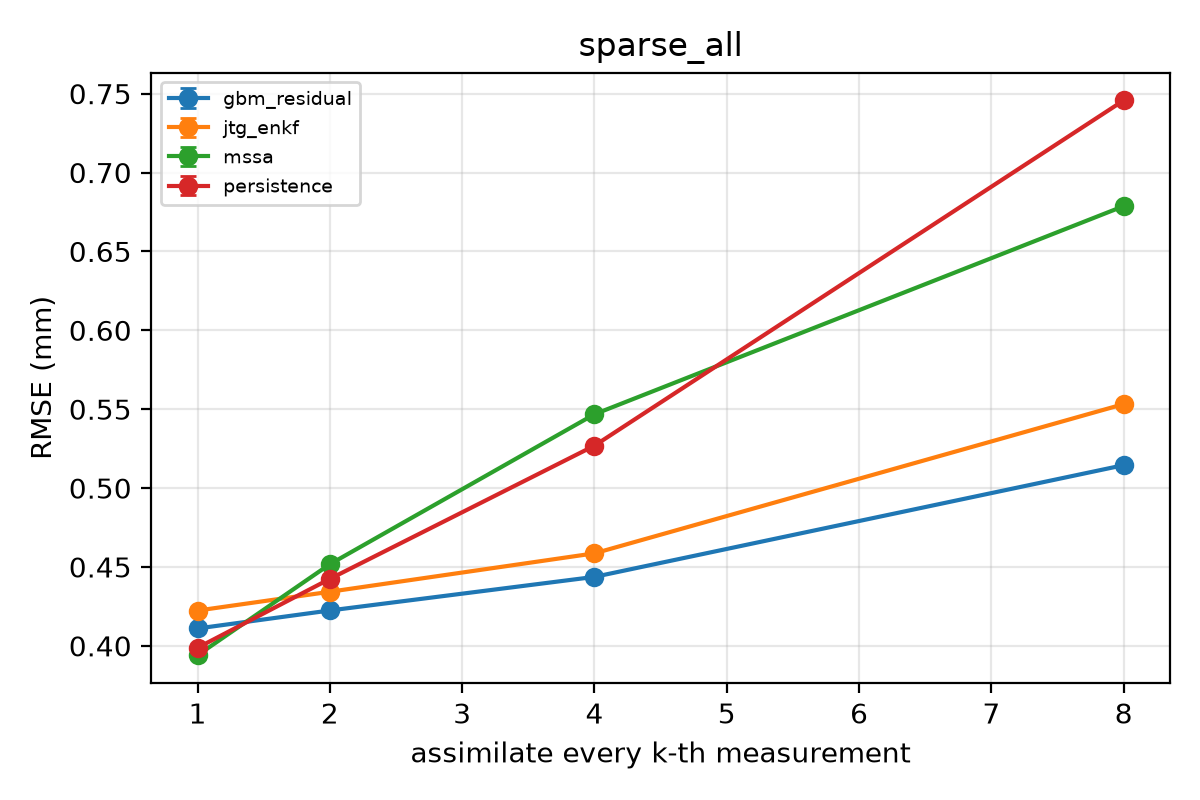 sparse_all
gbm_residual
jtg_enkf
mssa
persistence
RMSE (mm)
0.75
0.70
0.65
0.60
0.55
0.50
0.45
0.40
1 2 3 4 5 6 7 8
assimilate every k-th measurement